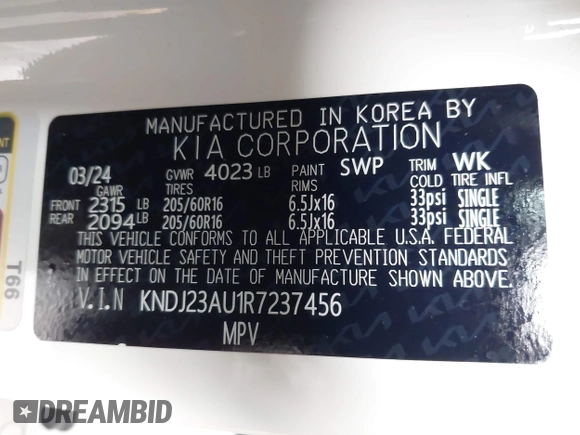 MANUFACTURED IN KOREA BY
KIA CORPORATION
03/24 GVWR 4023 LB PAINT SWP TRIM WK
GAWR TIRES RIMS COLD TIRE INFL
FRONT 2315 LB 205/60R16 6.5Jx16 33psi SINGLE
REAR 2094 LB 205/60R16 6.5Jx16 33psi SINGLE
THIS VEHICLE CONFORMS TO ALL APPLICABLE U.S.A. FEDERAL
MOTOR VEHICLE SAFETY AND THEFT PREVENTION STANDARDS
IN EFFECT ON THE DATE OF MANUFACTURE SHOWN ABOVE.
V.I.N KNDJ23AU1R7237456
MPV
T66
DREAMBID